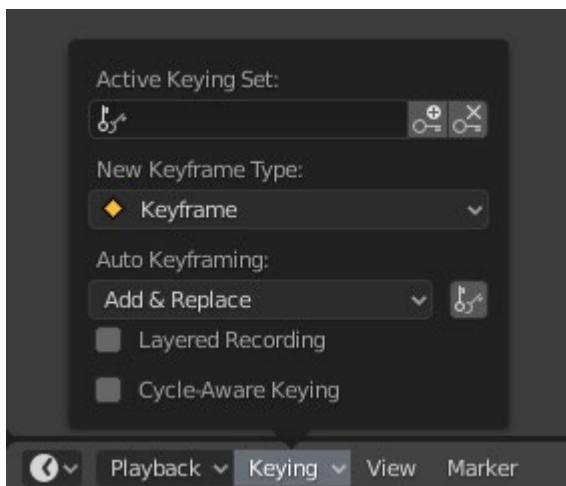 Active Keying Set:
New Keyframe Type:
Keyframe
Auto Keyframing:
Add & Replace
Layered Recording
Cycle-Aware Keying
Playback Keying View Marker